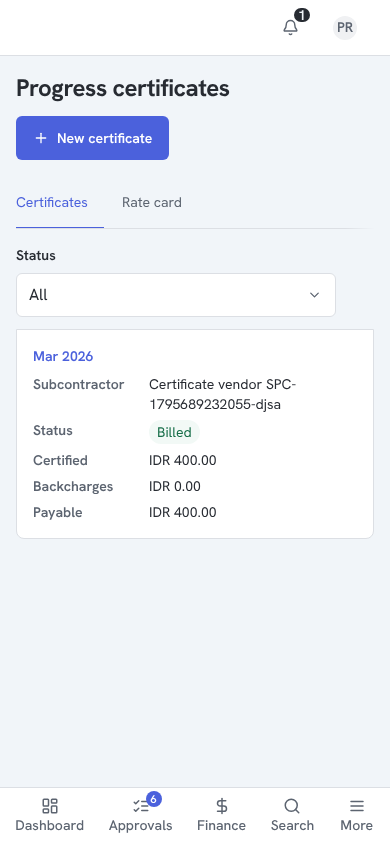 1
PR
Progress certificates
New certificate
Certificates
Rate card
Status
All
Mar 2026
Subcontractor
Certificate vendor SPC-
1795689232055-djsa
Status
Billed
Certified
IDR 400.00
Backcharges
IDR 0.00
Payable
IDR 400.00
6
Dashboard
Approvals
Finance
Search
More